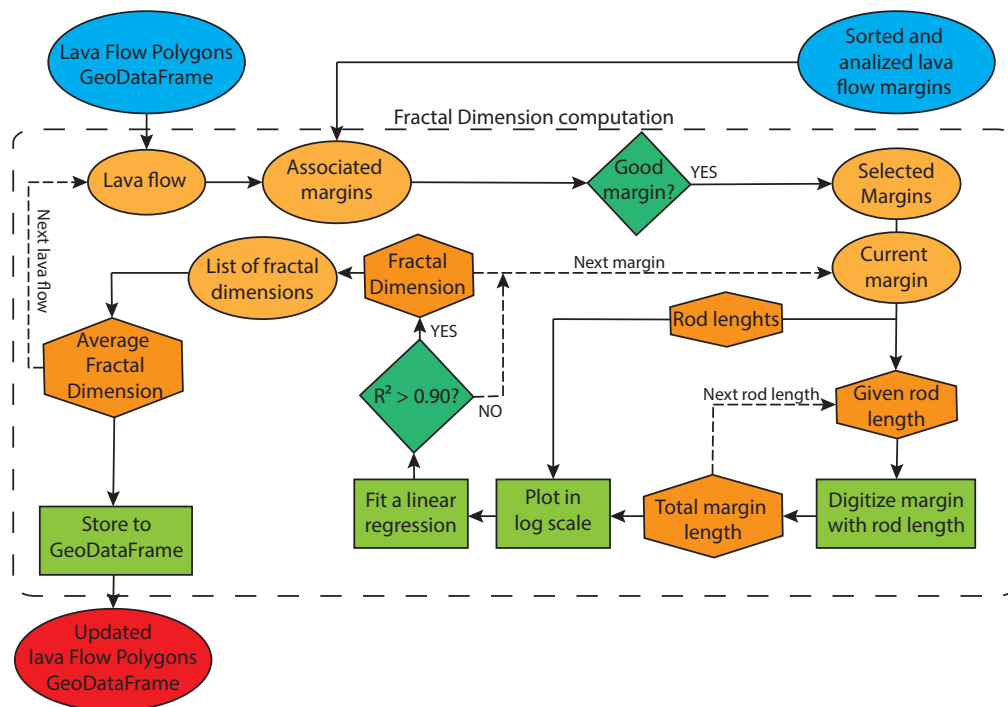 Lava Flow Polygons
GeoDataFrame
Sorted and
analized lava
flow margins
Fractal Dimension computation
Lava flow
Associated
margins
Good
margin?
YES
Selected
Margins
Next lava flow
List of fractal
dimensions
Fractal
Dimension
Next margin
Current
margin
Rod lenghts
Average
Fractal
Dimension
YES
R² > 0.90?
NO
Next rod length
Given rod
length
Store to
GeoDataFrame
Fit a linear
regression
Plot in
log scale
Total margin
length
Digitize margin
with rod length
Updated
lava Flow Polygons
GeoDataFrame